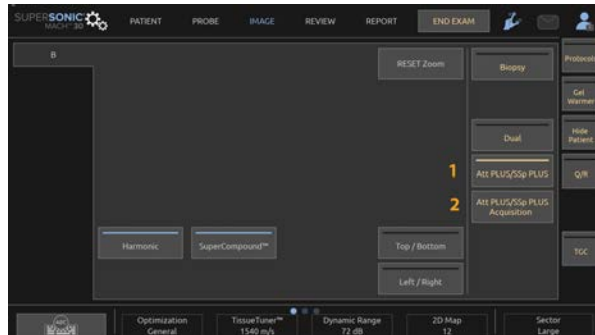 SUPERSONIC
MACH™ 30
PATIENT
PROBE
IMAGE
REVIEW
REPORT
END EXAM
B
RESET Zoom
Biopsy
Protocols
Gel Warmer
Dual
Hide Patient
1
Att PLUS/SSp PLUS
Q/R
2
Att PLUS/SSp PLUS
Acquisition
Harmonic
SuperCompound™
Top / Bottom
TGC
Left / Right
Optimization
General
TissueTuner™
1540 m/s
Dynamic Range
72 dB
2D Map
12
Sector
Large